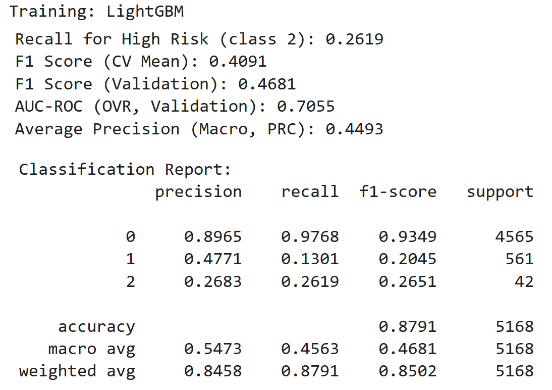 Training: LightGBM
Recall for High Risk (class 2): 0.2619
F1 Score (CV Mean): 0.4091
F1 Score (Validation): 0.4681
AUC-ROC (OVR, Validation): 0.7055
Average Precision (Macro, PRC): 0.4493
Classification Report:
precision recall f1-score support
0 0.8965 0.9768 0.9349 4565
1 0.4771 0.1301 0.2045 561
2 0.2683 0.2619 0.2651 42
accuracy 0.8791 5168
macro avg 0.5473 0.4563 0.4681 5168
weighted avg 0.8458 0.8791 0.8502 5168